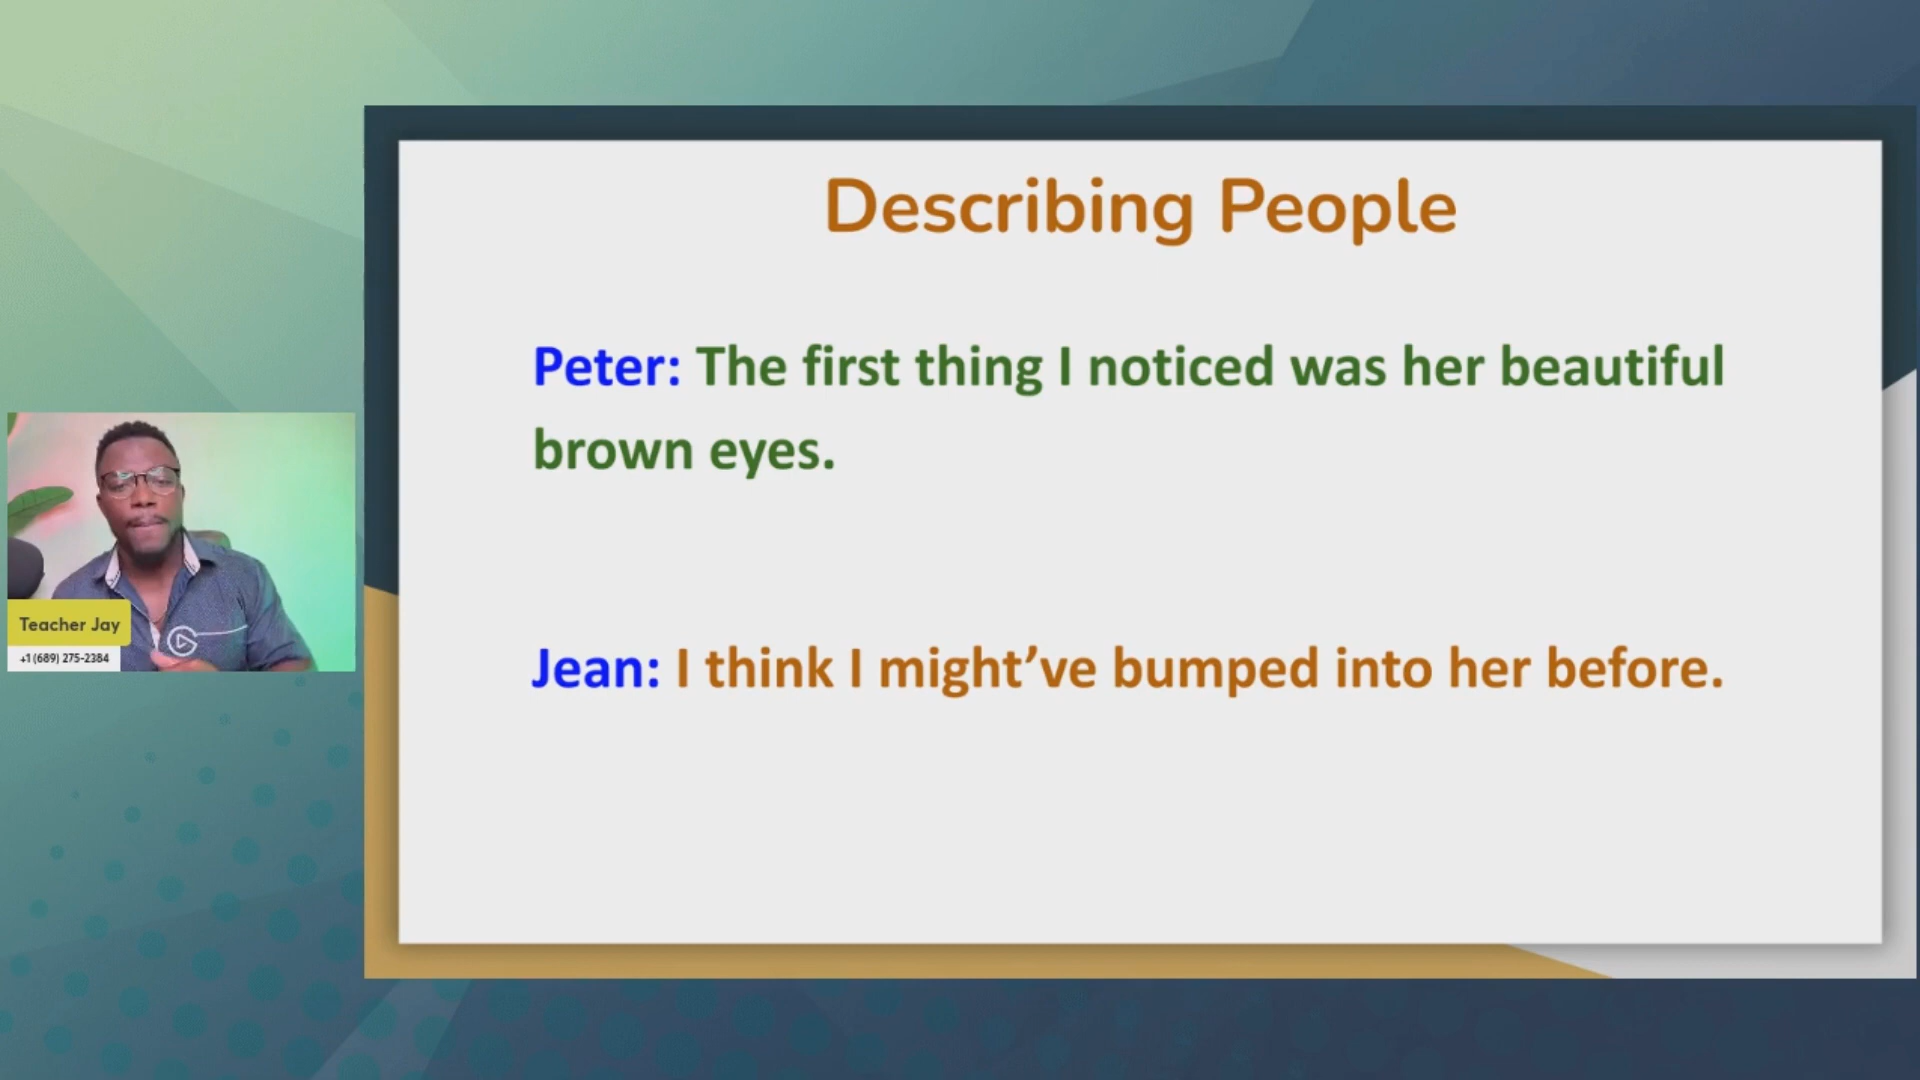 Describing People
Peter: The first thing I noticed was her beautiful
brown eyes.
Jean: I think I might’ve bumped into her before.
Teacher Jay
+1 (689) 275-2384